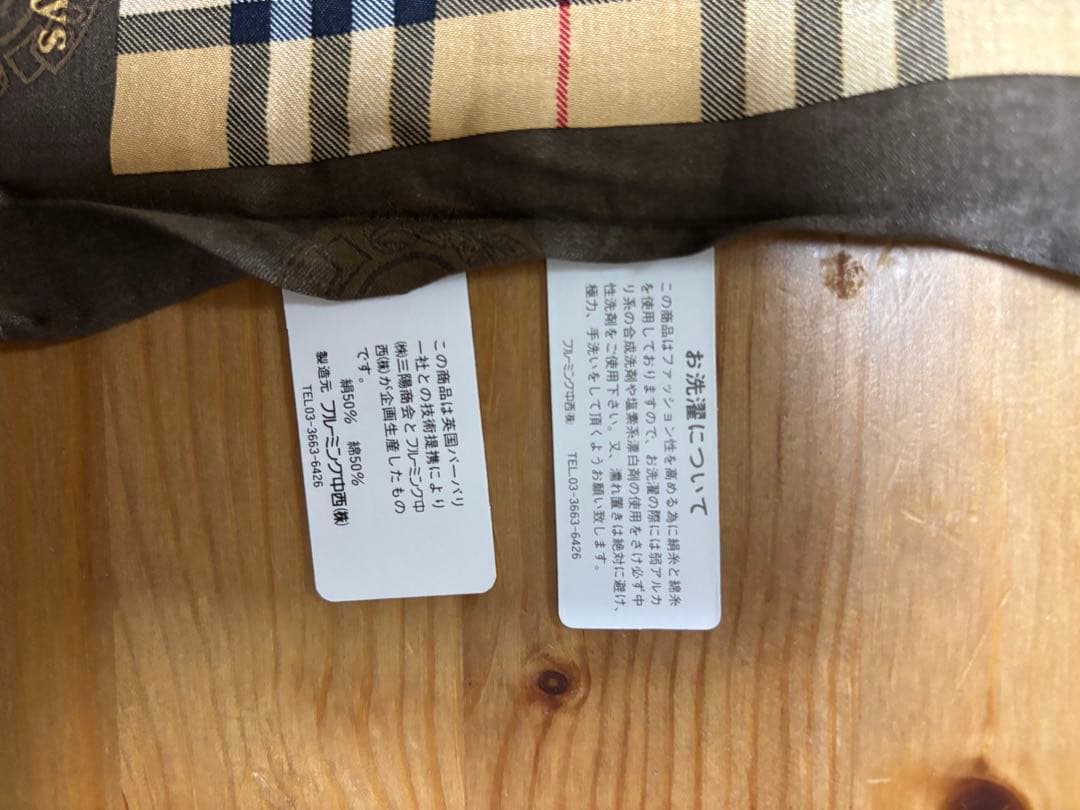 この商品は英国バーバリ
ー社との技術提携により
㈱三陽商会とブルーミング中
西㈱が企画生産したもの
です。
絹50% 綿50%
製造元 ブルーミング中西(株)
TEL.03-3663-6426
お洗濯について
この商品はファッション性を高める為に絹糸と綿糸
を使用しておりますので、お洗濯の際には弱アルカ
リ系の合成洗剤や塩素系漂白剤の使用をさけ必ず中
性洗剤をご使用下さい。又、濡れ置きは絶対に避け、
極力、手洗いをして頂くようお願い致します。
ブルーミング中西㈱ TEL.03-3663-6426